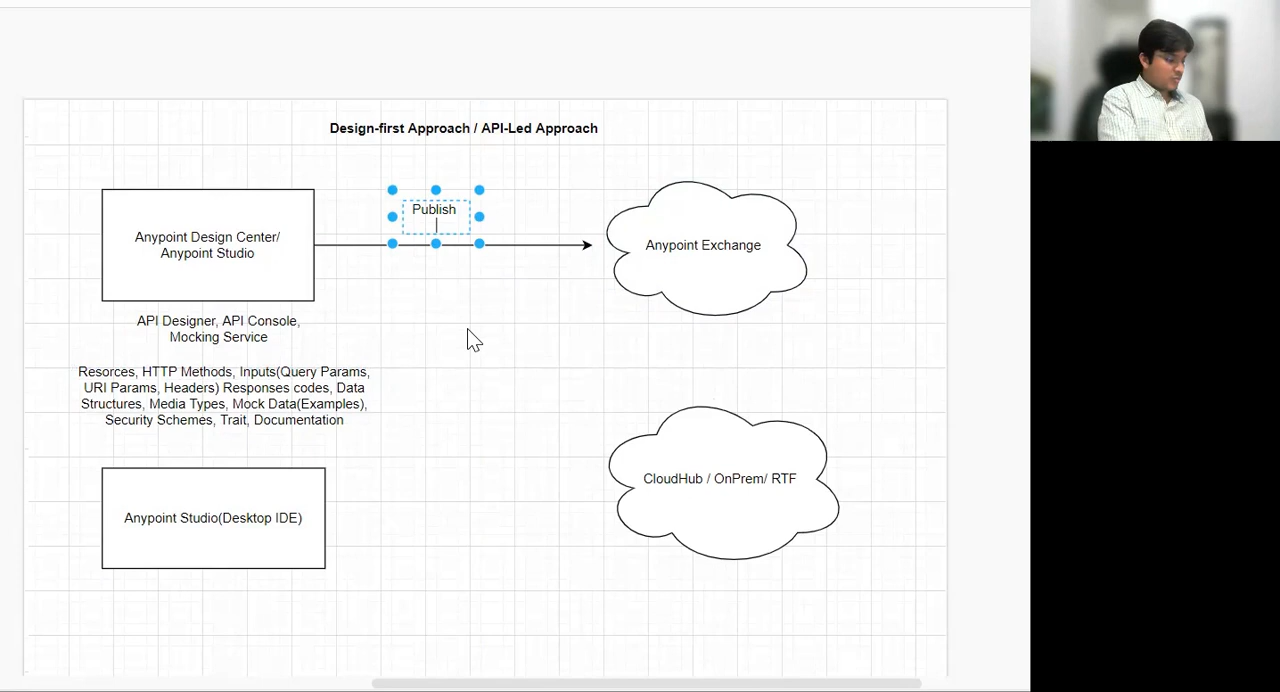 Design-first Approach / API-Led Approach
Publish
Anypoint Design Center/
Anypoint Studio
Anypoint Exchange
API Designer, API Console,
Mocking Service
Resorces, HTTP Methods, Inputs(Query Params,
URI Params, Headers) Responses codes, Data
Structures, Media Types, Mock Data(Examples),
Security Schemes, Trait, Documentation
CloudHub / OnPrem/ RTF
Anypoint Studio(Desktop IDE)